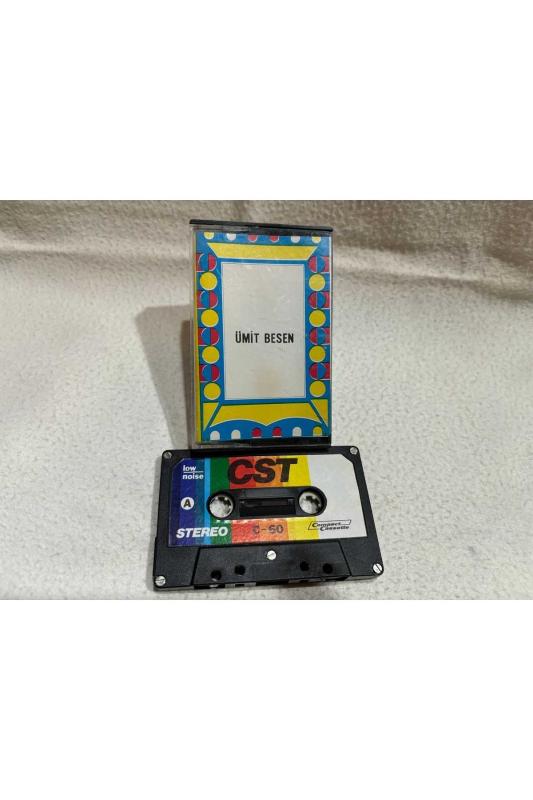 ÜMİT BESEN
low
noise
CST
A
STEREO
C-60
Compact
Cassette